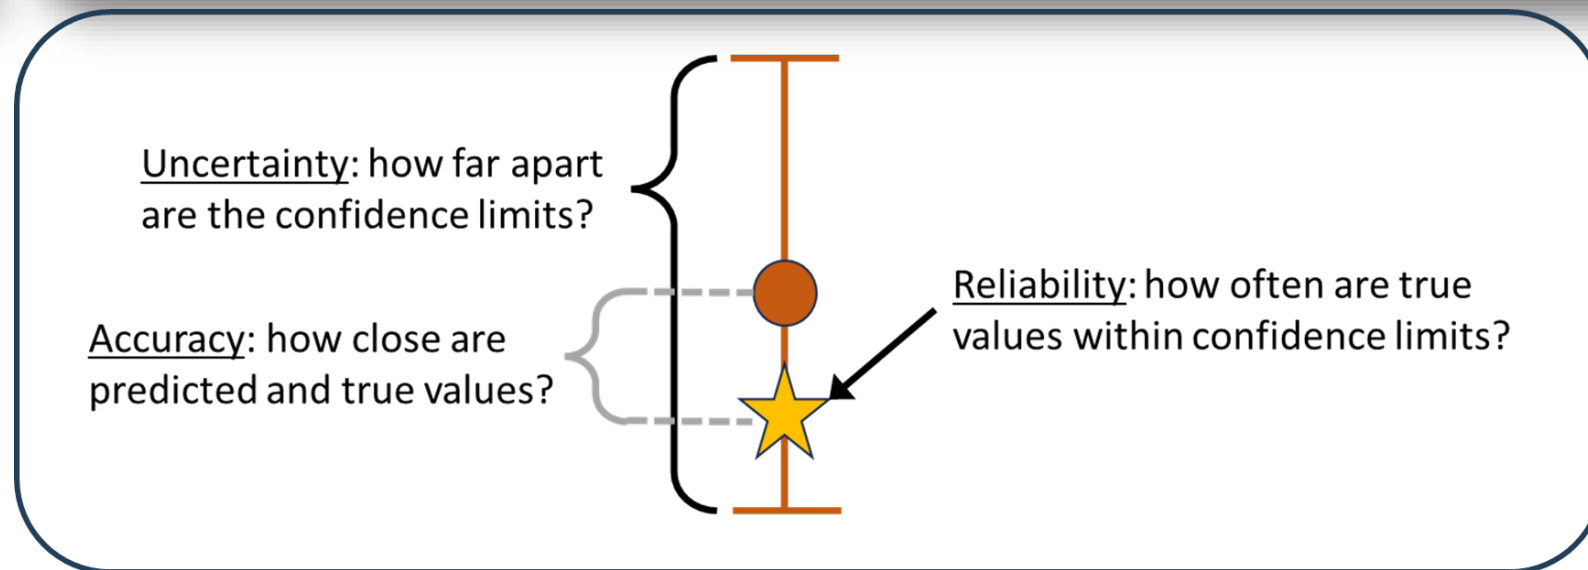 Uncertainty: how far apart
are the confidence limits?
Accuracy: how close are
predicted and true values?
Reliability: how often are true
values within confidence limits?